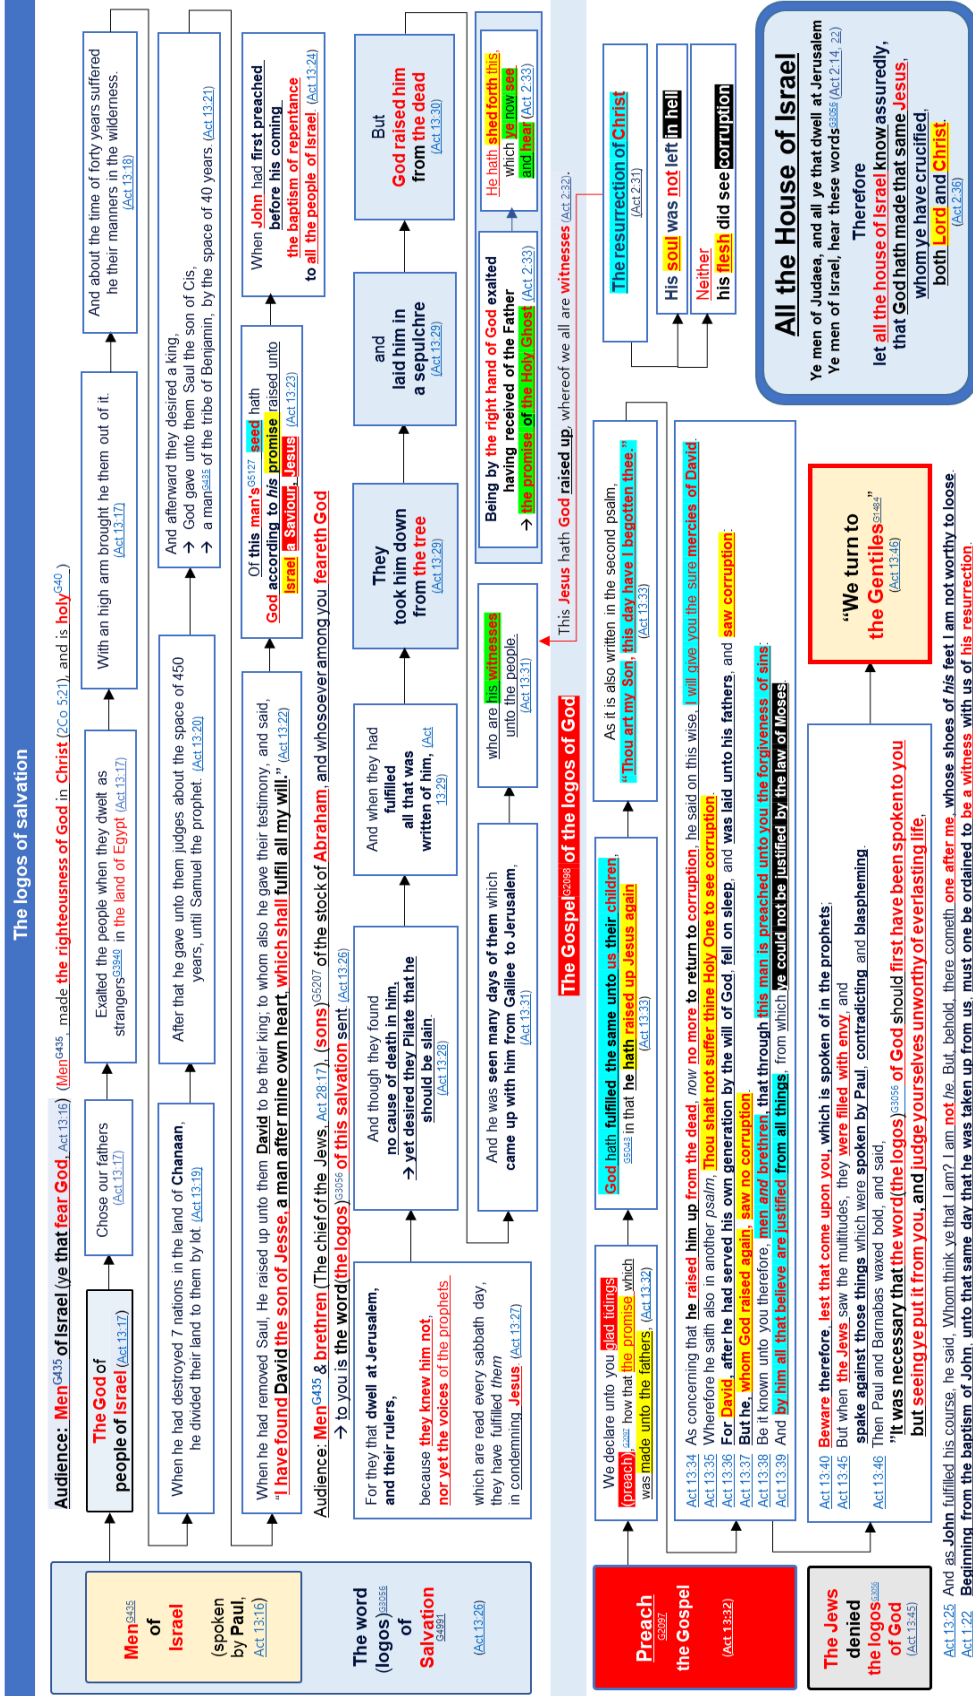 The logos of salvation
Men G435
of
Israel
(spoken
by Paul,
Act 13:16)
Audience: Men G435 of Israel (ye that fear God, Act 13:16) (Men G435, made the righteousness of God in Christ (2Co 5:21), and is holy G40)
The God of
people of Israel (Act 13:17)
Chose our fathers
(Act 13:17)
Exalted the people when they dwelt as
strangers G3940 in the land of Egypt (Act 13:17)
With an high arm brought he them out of it.
(Act 13:17)
And about the time of forty years suffered
he their manners in the wilderness.
(Act 13:18)
When he had destroyed 7 nations in the land of Chanaan,
he divided their land to them by lot. (Act 13:19)
After that he gave unto them judges about the space of 450
years, until Samuel the prophet. (Act 13:20)
And afterward they desired a king,
→ God gave unto them Saul the son of Cis,
→ a man G435 of the tribe of Benjamin, by the space of 40 years. (Act 13:21)
When he had removed Saul, He raised up unto them David to be their king; to whom also he gave their testimony, and said,
"I have found David the son of Jesse, a man after mine own heart, which shall fulfill all my will." (Act 13:22)
Of this man's G5127 seed hath
God according to his promise raised unto
Israel a Saviour, Jesus (Act 13:23)
When John had first preached
before his coming
the baptism of repentance
to all the people of Israel. (Act 13:24)
The word
(logos) G3056
of
Salvation
G4991
(Act 13:26)
Audience: Men G435 & brethren (The chief of the Jews, Act 28:17), (sons) G5207 of the stock of Abraham, and whosoever among you feareth God
→ to you is the word (the logos) G3056 of this salvation sent (Act 13:26)
For they that dwell at Jerusalem,
and their rulers,
because they knew him not,
nor yet the voices of the prophets
which are read every sabbath day,
they have fulfilled them
in condemning Jesus. (Act 13:27)
And though they found
no cause of death in him,
→ yet desired they Pilate that he
should be slain.
(Act 13:28)
And when they had
fulfilled
all that was
written of him, (Act
13:29)
They
took him down
from the tree
(Act 13:29)
and
laid him in
a sepulchre
(Act 13:29)
But
God raised him
from the dead
(Act 13:30)
And he was seen many days of them which
came up with him from Galilee to Jerusalem,
(Act 13:31)
who are his witnesses
unto the people.
(Act 13:31)
Being by the right hand of God exalted
having received of the Father
→ the promise of the Holy Ghost (Act 2:33)
He hath shed forth this,
which ye now see
and hear (Act 2:33)
The Gospel G2098 of the logos of God
This Jesus hath God raised up, whereof we all are witnesses (Act 2:32).
Preach
G2097
the Gospel
(Act 13:32)
We declare unto you glad tidings
(preach), G2097 how that the promise which
was made unto the fathers, (Act 13:32)
God hath fulfilled the same unto us their children,
G5043 in that he hath raised up Jesus again
(Act 13:33)
As it is also written in the second psalm,
"Thou art my Son, this day have I begotten thee."
(Act 13:33)
The resurrection of Christ
(Act 2:31)
His soul was not left in hell
Neither
his flesh did see corruption
Act 13:34 As concerning that he raised him up from the dead, now no more to return to corruption, he said on this wise, I will give you the sure mercies of David.
Act 13:35 Wherefore he saith also in another psalm, Thou shalt not suffer thine Holy One to see corruption.
Act 13:36 For David, after he had served his own generation by the will of God, fell on sleep, and was laid unto his fathers, and saw corruption:
Act 13:37 But he, whom God raised again, saw no corruption.
Act 13:38 Be it known unto you therefore, men and brethren, that through this man is preached unto you the forgiveness of sins:
Act 13:39 And by him all that believe are justified from all things, from which ye could not be justified by the law of Moses.
All the House of Israel
Ye men of Judaea, and all ye that dwell at Jerusalem
Ye men of Israel, hear these words G3056 (Act 2:14, 22)
Therefore
let all the house of Israel know assuredly,
that God hath made that same Jesus,
whom ye have crucified,
both Lord and Christ.
(Act 2:36)
The Jews
denied
the logos G3056
of God
(Act 13:45)
Act 13:40 Beware therefore, lest that come upon you, which is spoken of in the prophets;
Act 13:45 But when the Jews saw the multitudes, they were filled with envy, and
spake against those things which were spoken by Paul, contradicting and blaspheming.
Act 13:46 Then Paul and Barnabas waxed bold, and said,
"It was necessary that the word (the logos) G3056 of God should first have been spoken to you
but seeing ye put it from you, and judge yourselves unworthy of everlasting life,
"We turn to
the Gentiles G1484"
(Act 13:46)
Act 13:25 And as John fulfilled his course, he said, Whom think ye that I am? I am not he. But, behold, there cometh one after me, whose shoes of his feet I am not worthy to loose.
Act 1:22 Beginning from the baptism of John, unto that same day that he was taken up from us, must one be ordained to be a witness with us of his resurrection.